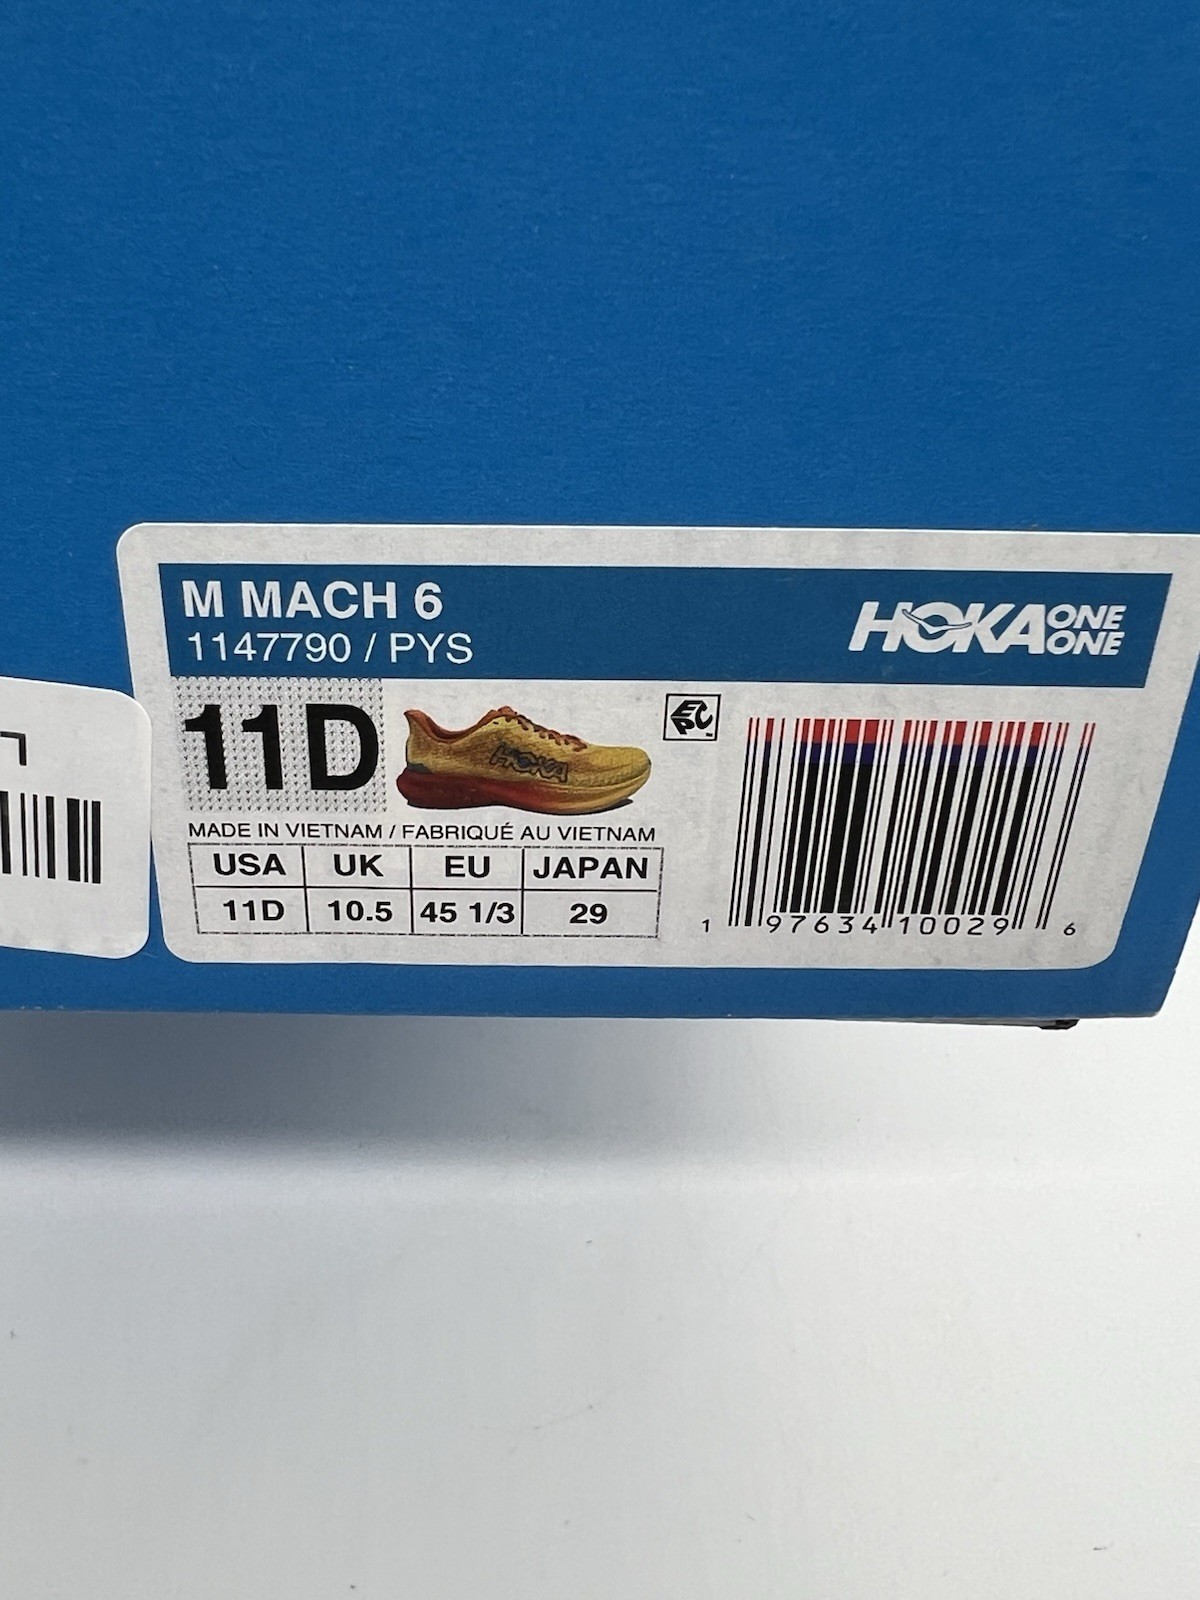 M MACH 6
1147790 / PYS
HOKA ONE ONE
11D
HOKA
EPC
MADE IN VIETNAM / FABRIQUÉ AU VIETNAM
USA UK EU JAPAN
11D 10.5 45 1/3 29
1 97634 10029 6